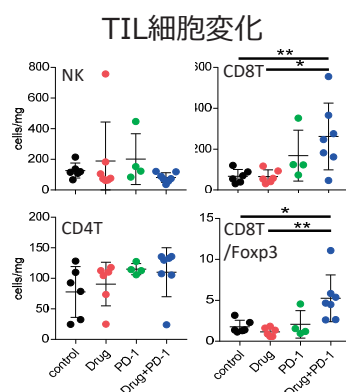 TIL細胞変化
NK
cells/mg
800
600
400
200
0
CD8T
**
*
600
400
200
0
CD4T
cells/mg
200
150
100
50
0
control
Drug
PD-1
Drug+PD-1
CD8T
/Foxp3
*
**
15
10
5
0
control
Drug
PD-1
Drug+PD-1